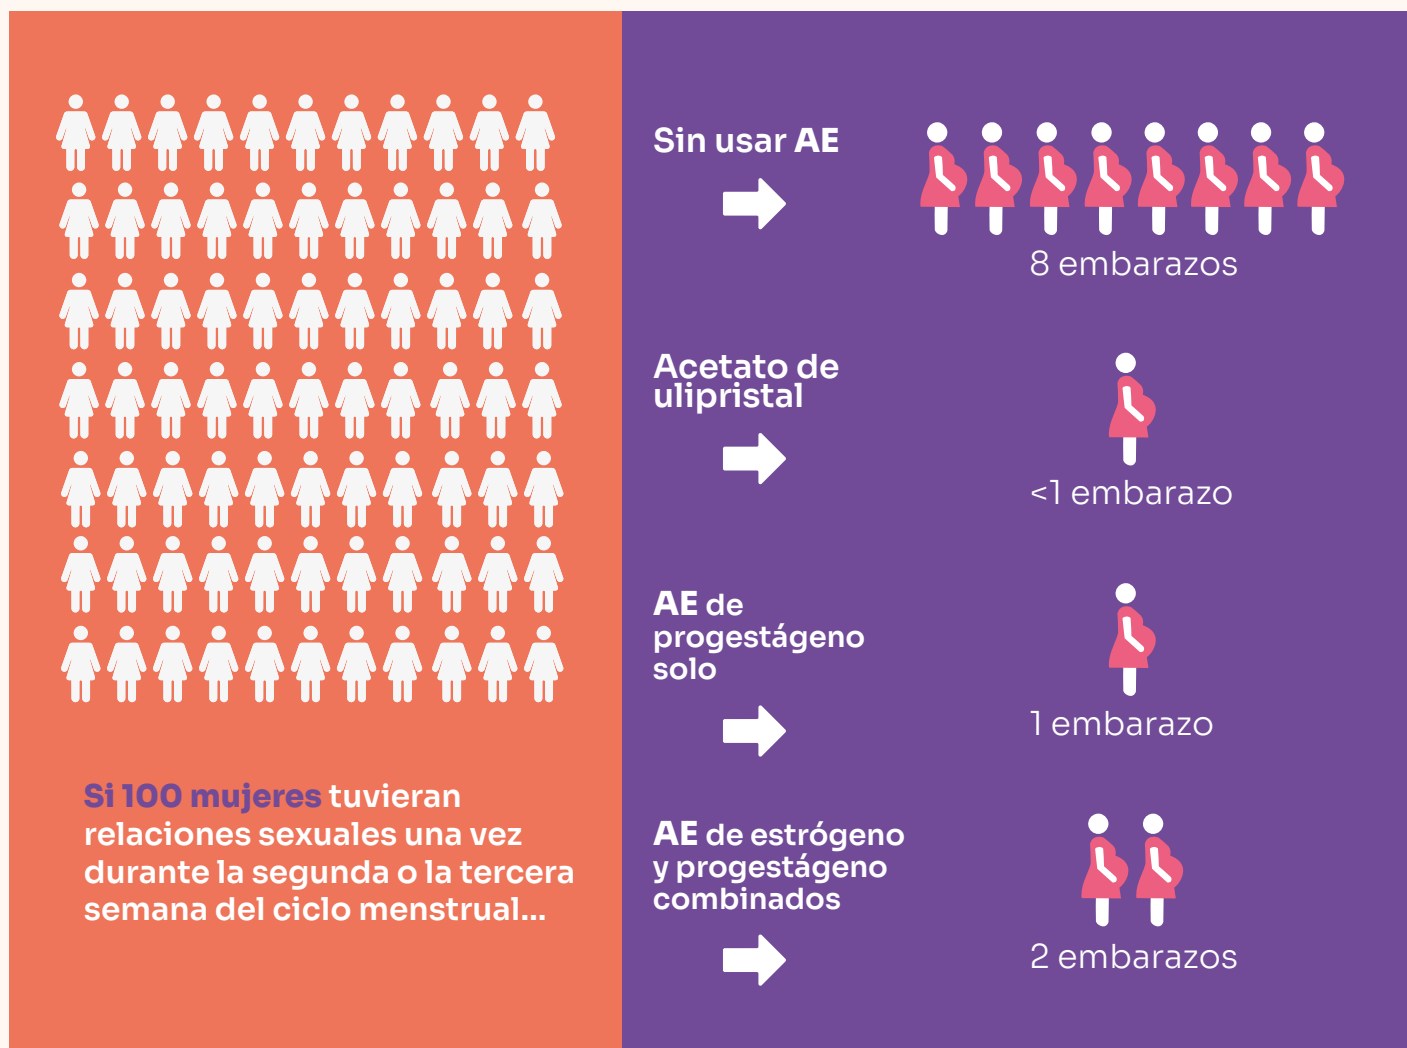 Si 100 mujeres tuvieran
relaciones sexuales una vez
durante la segunda o la tercera
semana del ciclo menstrual...
Sin usar AE
8 embarazos
Acetato de
ulipristal
<1 embarazo
AE de
progestágeno
solo
1 embarazo
AE de estrógeno
y progestágeno
combinados
2 embarazos